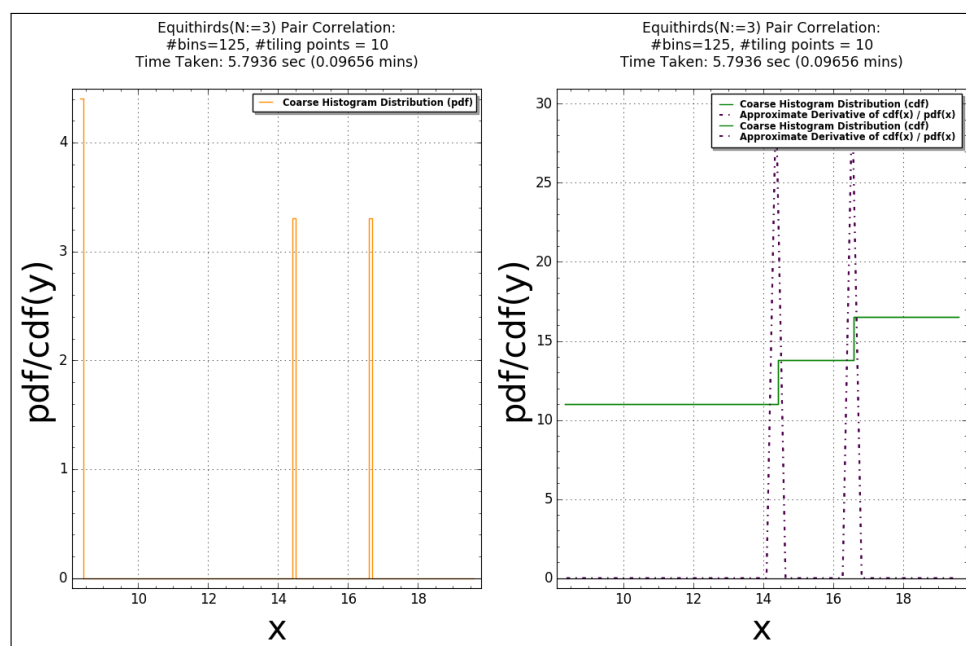 Equithirds(N:=3) Pair Correlation:
#bins=125, #tiling points = 10
Time Taken: 5.7936 sec (0.09656 mins)
Coarse Histogram Distribution (pdf)
pdf/cdf(y)
4
3
2
1
0
10
12
14
16
18
x
Equithirds(N:=3) Pair Correlation:
#bins=125, #tiling points = 10
Time Taken: 5.7936 sec (0.09656 mins)
Coarse Histogram Distribution (cdf)
Approximate Derivative of cdf(x) / pdf(x)
Coarse Histogram Distribution (cdf)
Approximate Derivative of cdf(x) / pdf(x)
pdf/cdf(y)
30
25
20
15
10
5
0
10
12
14
16
18
x